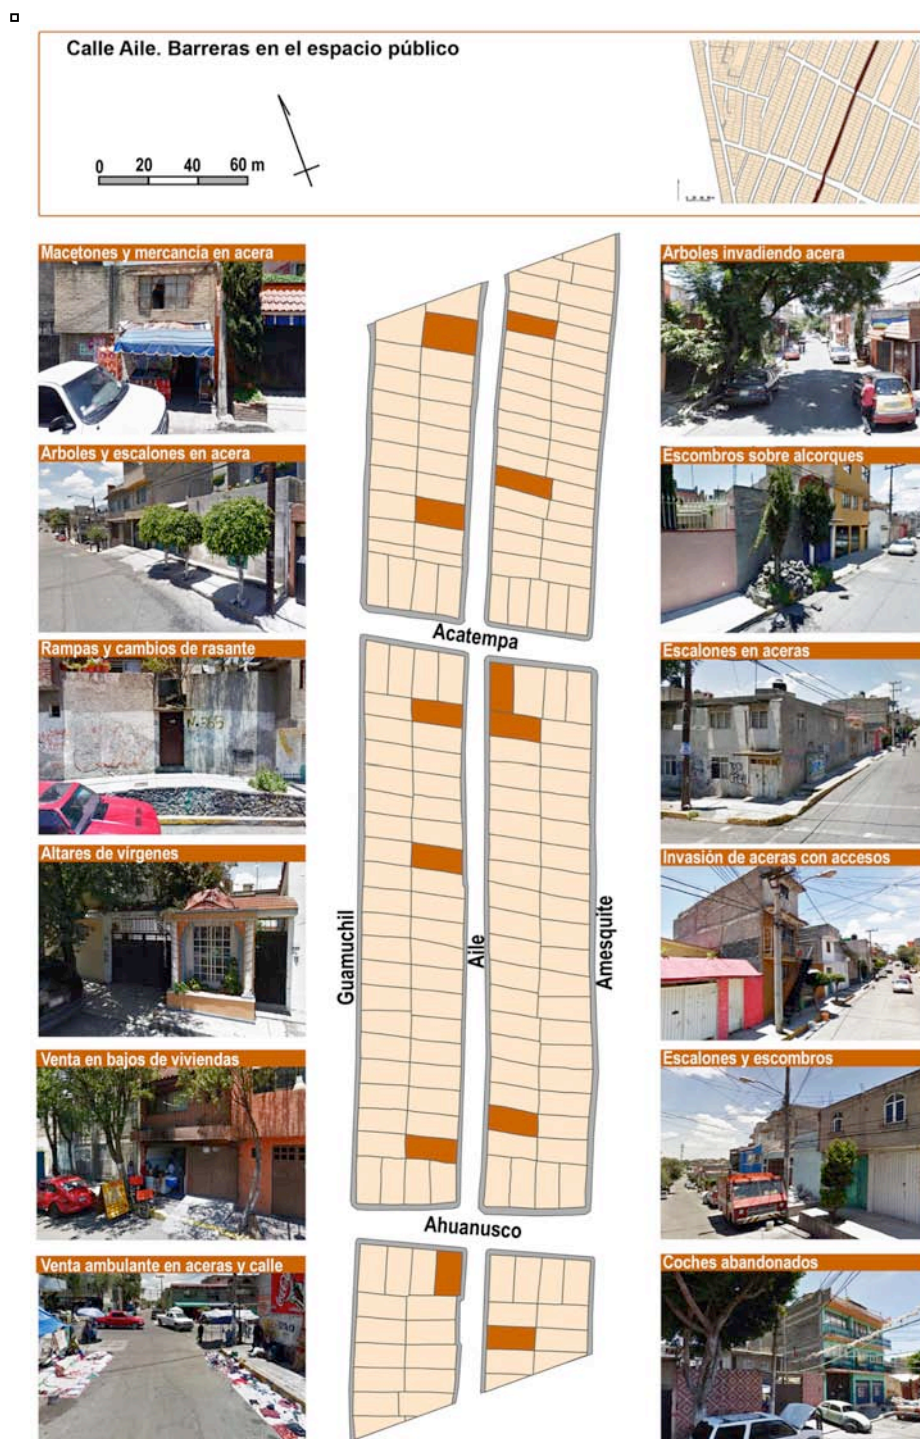 Calle Aile. Barreras en el espacio público
0 20 40 60 m
Macetones y mercancía en acera
Arboles invadiendo acera
Arboles y escalones en acera
Escombros sobre alcorques
Acatempa
Rampas y cambios de rasante
Escalones en aceras
Altares de vírgenes
Invasión de aceras con accesos
Guamuchil
Aile
Amesquite
Venta en bajos de viviendas
Escalones y escombros
Ahuanusco
Venta ambulante en aceras y calle
Coches abandonados